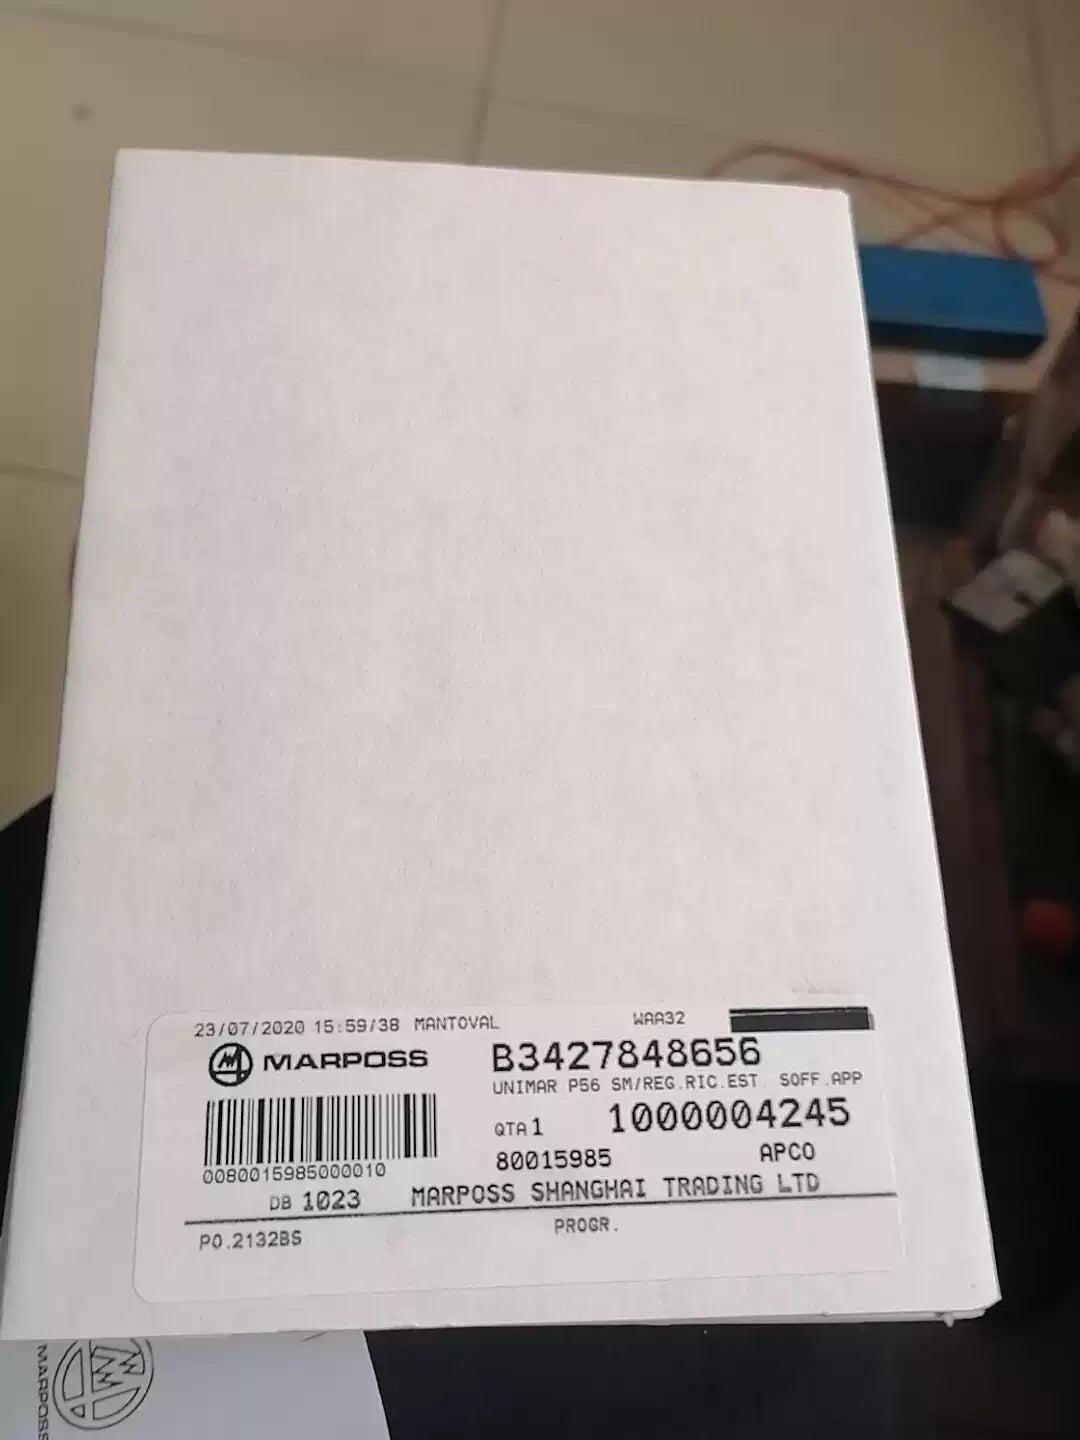 23/07/2020 15:59/38 MANTOVAL WAA32
MARPOSS
B3427848656
UNIMAR P56 SM/REG.RIC.EST. SOFF.APP
QTA 1 1000004245
0080015985000010
80015985 APCO
DB 1023 MARPOSS SHANGHAI TRADING LTD
PO.2132BS PROGR.
MARPOSS